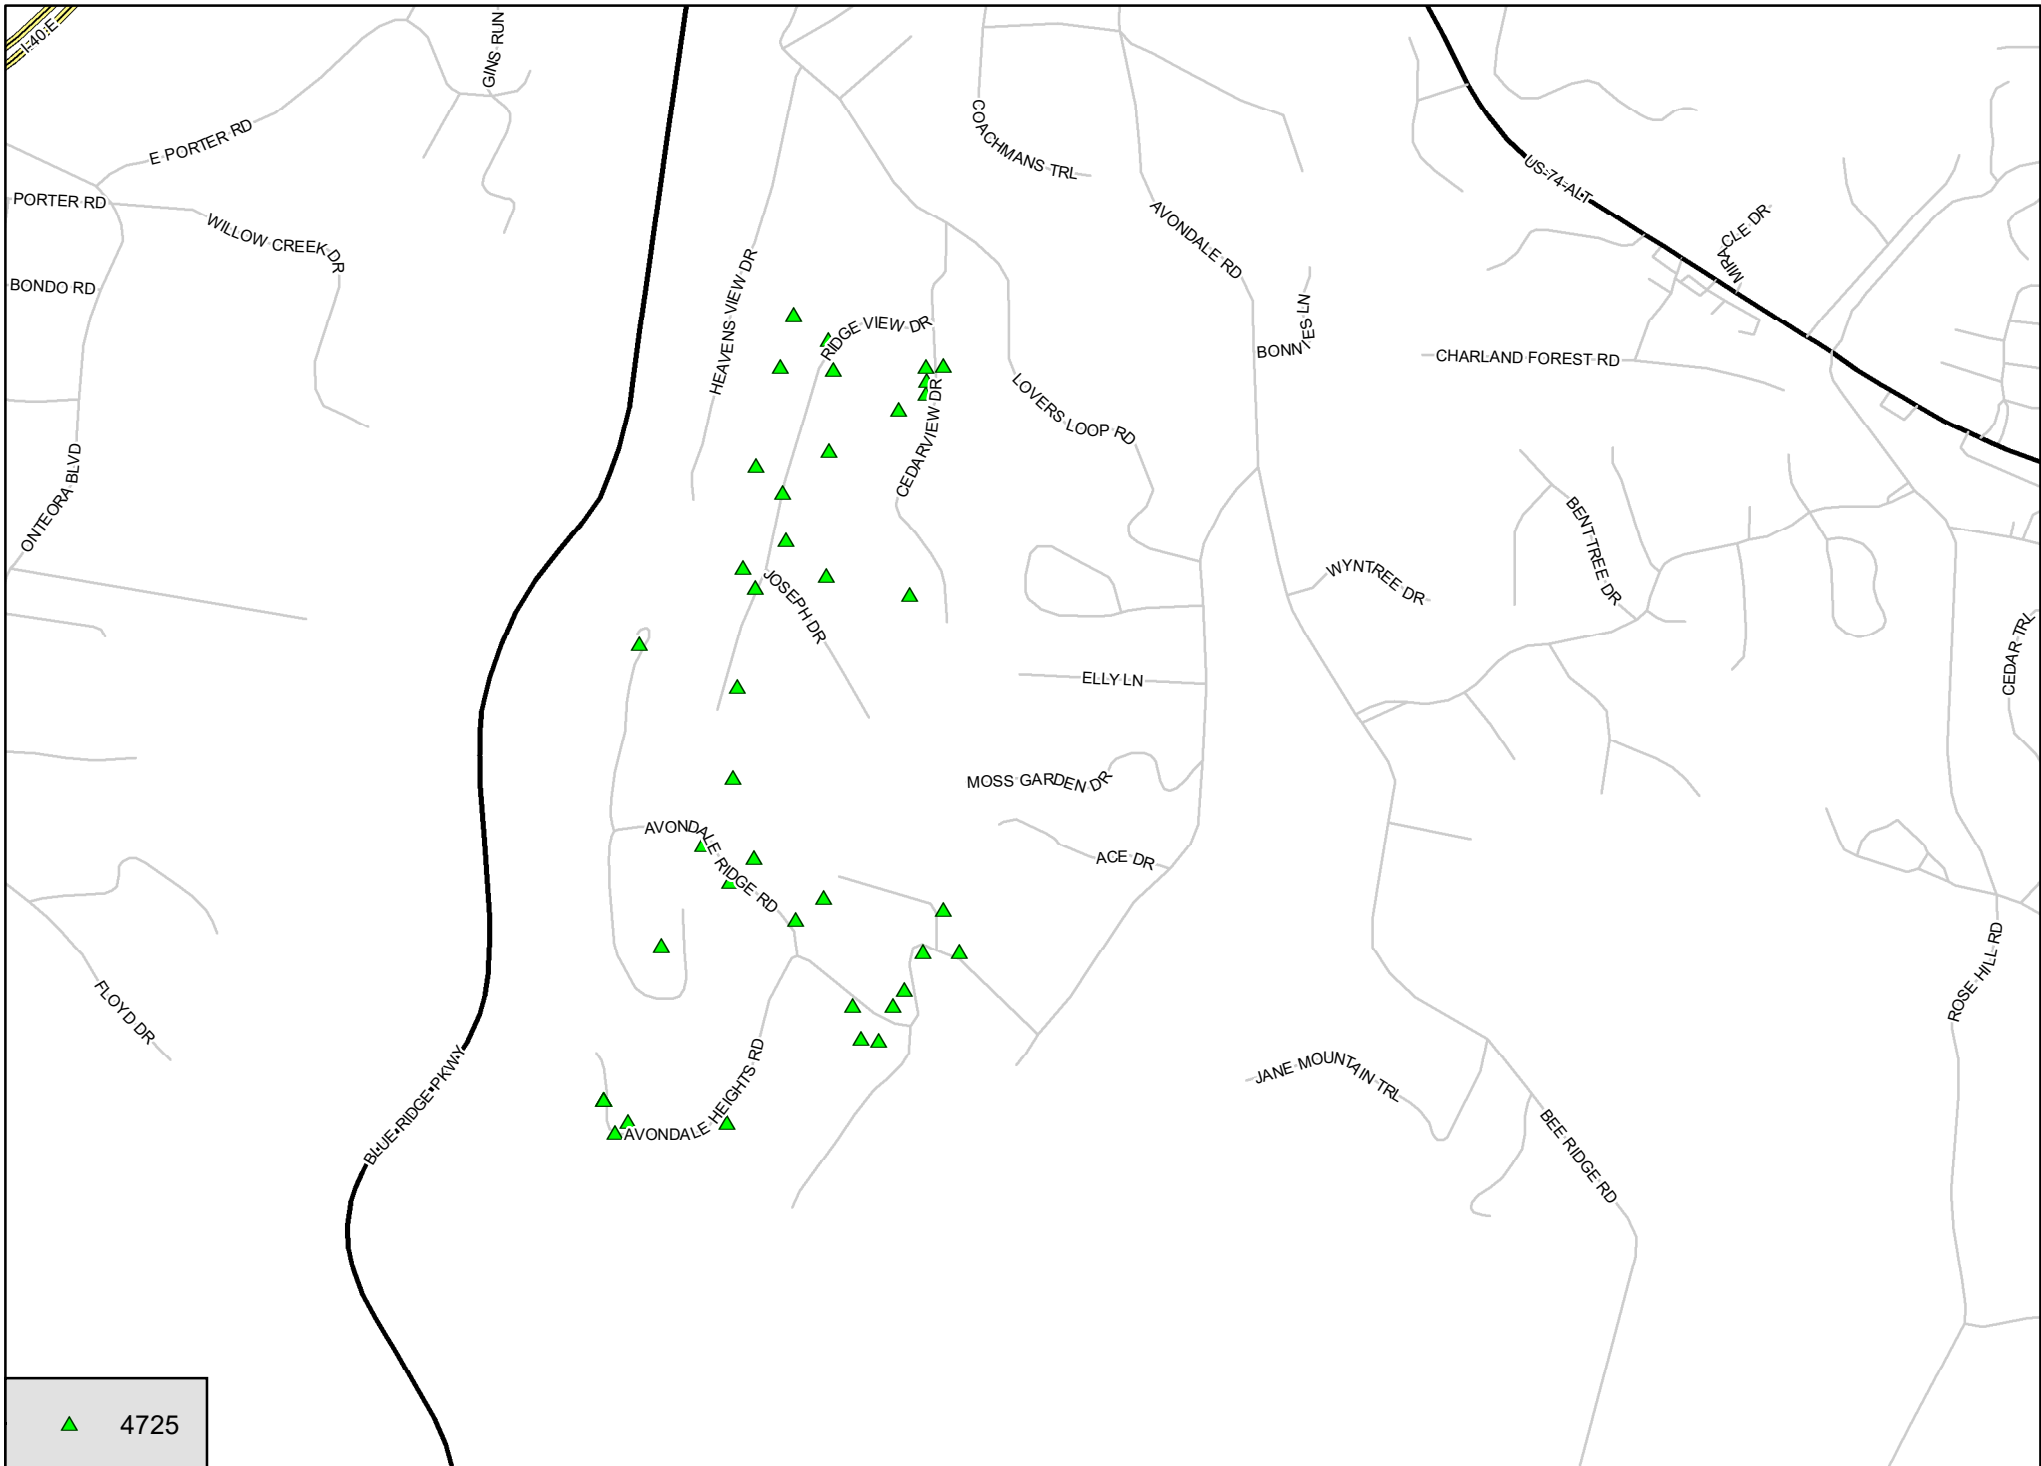 I-40-E
GINS RUN
E PORTER RD
COACHMANS TRL
US-74-ALT
PORTER RD
WILLOW CREEK DR
AVONDALE RD
MIRACLE DR
BONDO RD
HEAVENS VIEW DR
RIDGE VIEW DR
BONNIES LN
CHARLAND FOREST RD
LOVERS LOOP RD
CEDARVIEW DR
ONTEORA BLVD
BENT TREE DR
WYNTREE DR
JOSEPH DR
CEDAR TRL
ELLY LN
MOSS GARDEN DR
AVONDALE RIDGE RD
ACE DR
ROSE HILL RD
FLOYD DR
BLUE RIDGE PKWY
AVONDALE HEIGHTS RD
JANE MOUNTAIN TRL
BEE RIDGE RD
4725